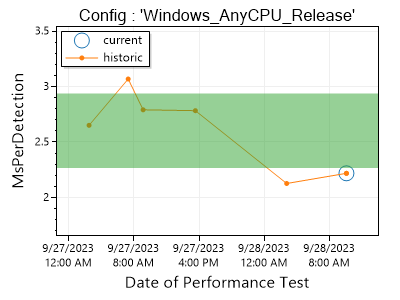 Config : 'Windows_AnyCPU_Release'
current
historic
MsPerDetection
3.5
3
2.5
2
9/27/2023 9/27/2023 9/27/2023 9/28/2023 9/28/2023
12:00 AM 8:00 AM 4:00 PM 12:00 AM 8:00 AM
Date of Performance Test